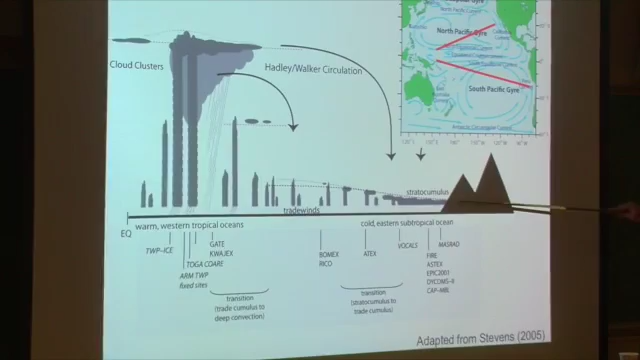 North Pacific Gyre
South Pacific Gyre
Antarctic Circumpolar Current
Cloud Clusters
Hadley/Walker Circulation
stratocumulus
tradewinds
EQ
warm, western tropical oceans
cold, eastern subtropical ocean
TWP-ICE
GATE
KWAJEX
TOGA COARE
ARM TWP
fixed sites
BOMEX
RICO
ATEX
VOCALS
MASRAD
FIRE
ASTEX
EPIC2001
DYCOMS-II
CAP-MBL
transition
(trade cumulus to
deep convection)
transition
(stratocumulus to
trade cumulus)
Adapted from Stevens (2005)